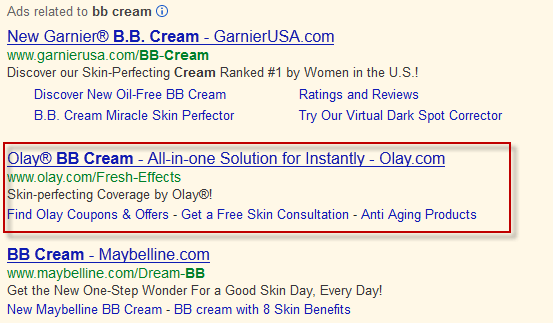 Ads related to bb cream
New Garnier® B.B. Cream - GarnierUSA.com
www.garnierusa.com/BB-Cream
Discover our Skin-Perfecting Cream Ranked #1 by Women in the U.S.!
Discover New Oil-Free BB Cream Ratings and Reviews
B.B. Cream Miracle Skin Perfector Try Our Virtual Dark Spot Corrector
Olay® BB Cream - All-in-one Solution for Instantly - Olay.com
www.olay.com/Fresh-Effects
Skin-perfecting Coverage by Olay®!
Find Olay Coupons & Offers - Get a Free Skin Consultation - Anti Aging Products
BB Cream - Maybelline.com
www.maybelline.com/Dream-BB
Get the New One-Step Wonder For a Good Skin Day, Every Day!
New Maybelline BB Cream - BB cream with 8 Skin Benefits